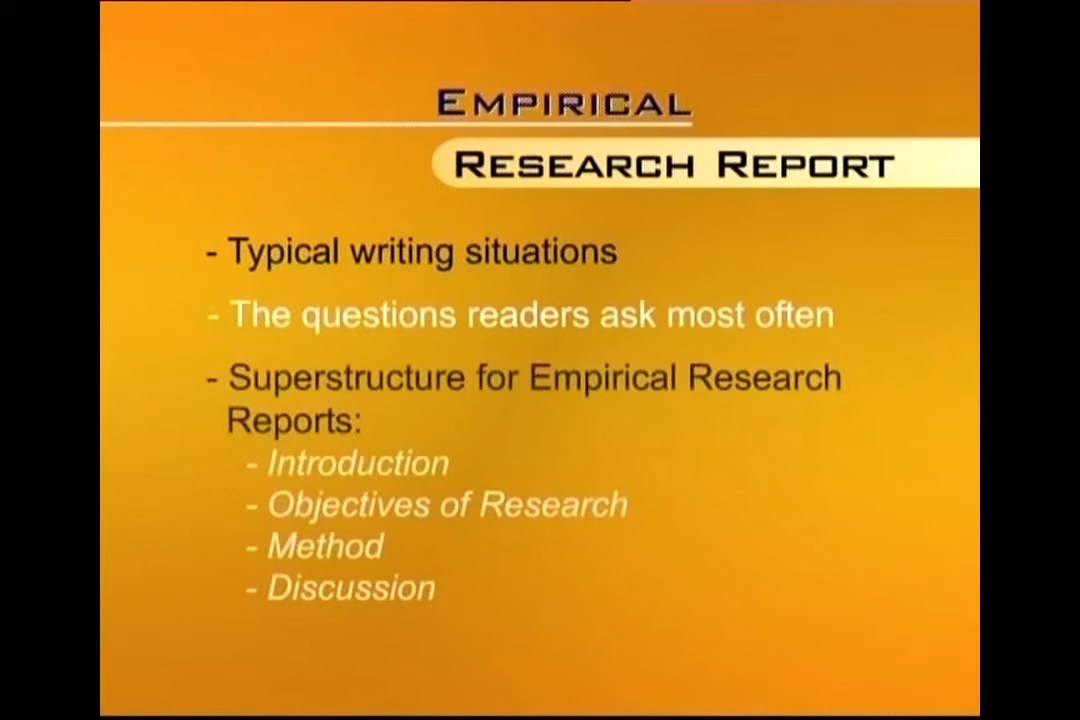 EMPIRICAL
RESEARCH REPORT
- Typical writing situations
- The questions readers ask most often
- Superstructure for Empirical Research
Reports:
- Introduction
- Objectives of Research
- Method
- Discussion